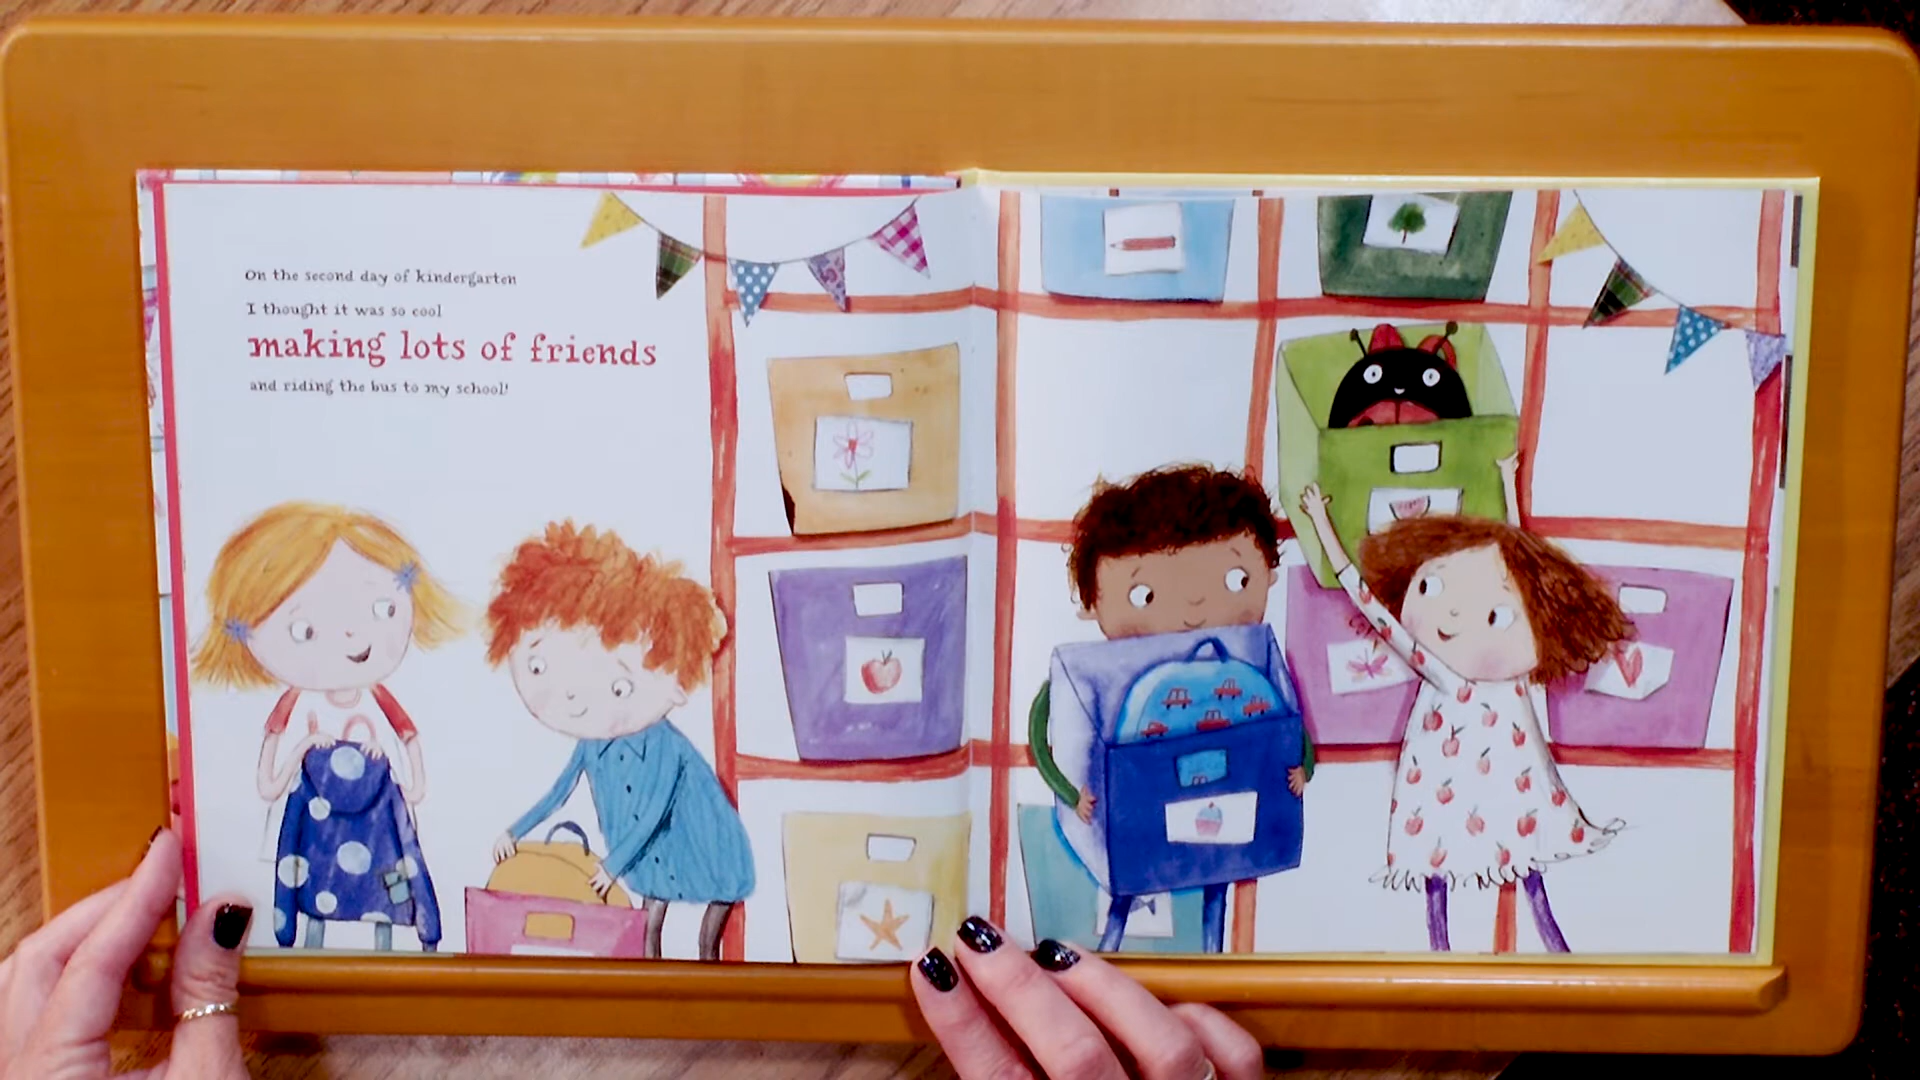 On the second day of kindergarten
I thought it was so cool
making lots of friends
and riding the bus to my school!